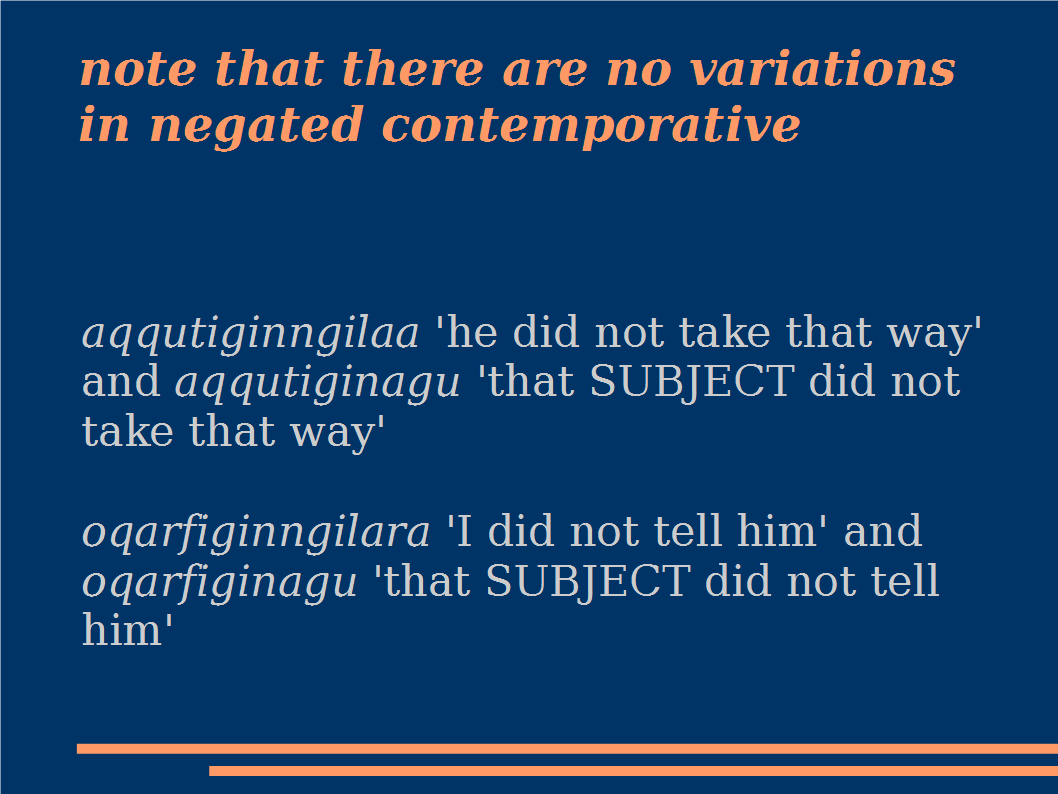 note that there are no variations
in negated contemporative
aqqutiginngilaa 'he did not take that way'
and aqqutiginagu 'that SUBJECT did not
take that way'
oqarfiginngilara 'I did not tell him' and
oqarfiginagu 'that SUBJECT did not tell
him'